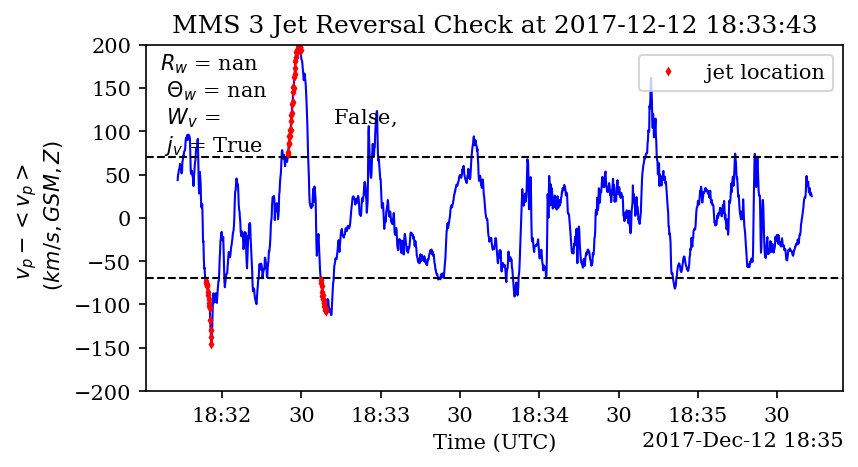 MMS 3 Jet Reversal Check at 2017-12-12 18:33:43
R_w = nan
Θ_w = nan
W_v = False,
j_v = True
jet location
v_p − <v_p>
(km/s, GSM, Z)
200
150
100
50
0
−50
−100
−150
−200
18:32 30 18:33 30 18:34 30 18:35 30
Time (UTC)
2017-Dec-12 18:35